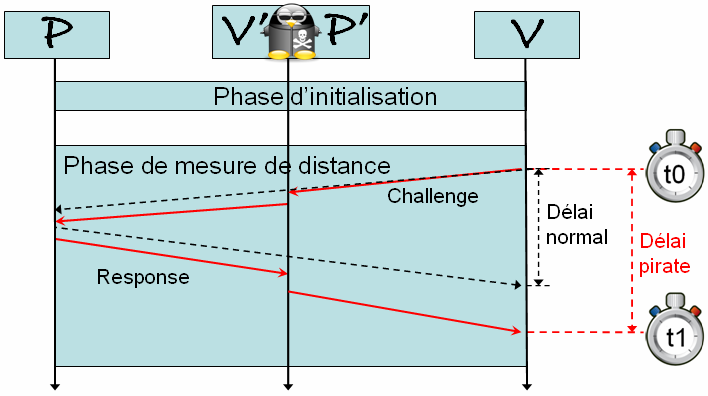 P
V' P'
V
Phase d'initialisation
Phase de mesure de distance
t0
Challenge
Délai
normal
Délai
pirate
Response
t1